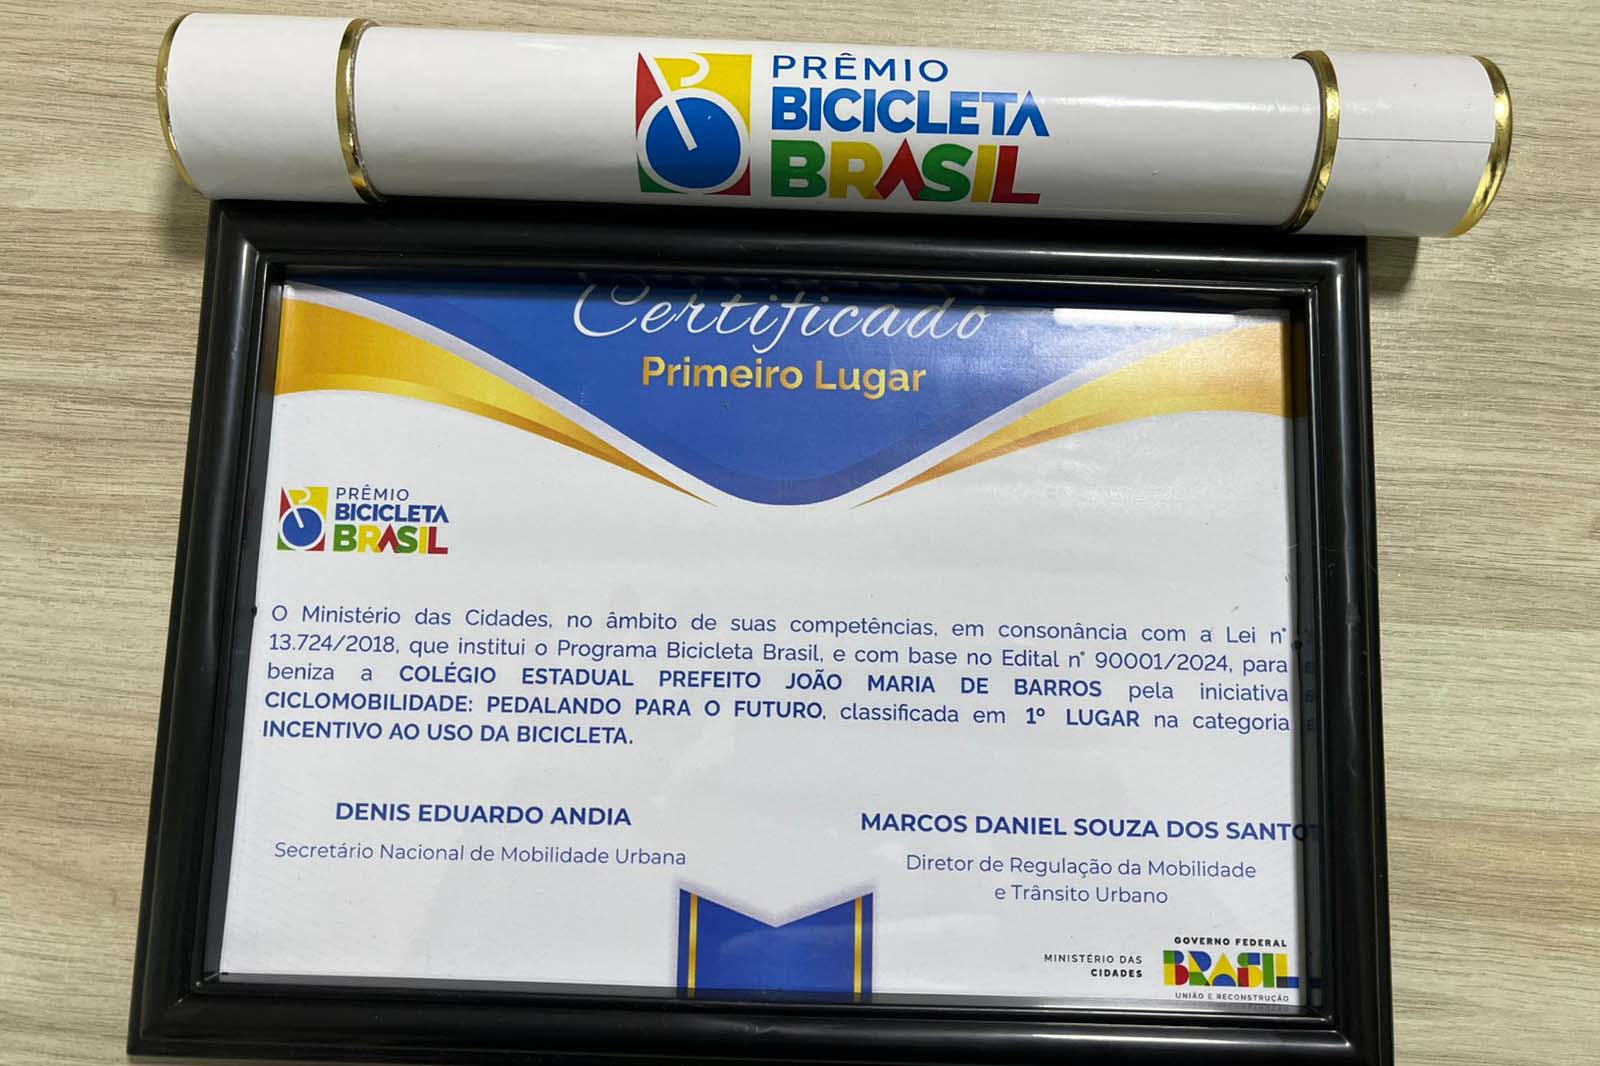 PRÊMIO
BICICLETA
BRASIL
Certificado
Primeiro Lugar
PRÊMIO
BICICLETA
BRASIL
O Ministério das Cidades, no âmbito de suas competências, em consonância com a Lei n°
13.724/2018, que institui o Programa Bicicleta Brasil, e com base no Edital n° 90001/2024, para
beniza a COLÉGIO ESTADUAL PREFEITO JOÃO MARIA DE BARROS pela iniciativa
CICLOMOBILIDADE: PEDALANDO PARA O FUTURO, classificada em 1º LUGAR na categoria
INCENTIVO AO USO DA BICICLETA.
DENIS EDUARDO ANDIA
Secretário Nacional de Mobilidade Urbana
MARCOS DANIEL SOUZA DOS SANTO
Diretor de Regulação da Mobilidade
e Trânsito Urbano
MINISTÉRIO DAS
CIDADES
GOVERNO FEDERAL
BRASIL
UNIÃO E RECONSTRUÇÃO